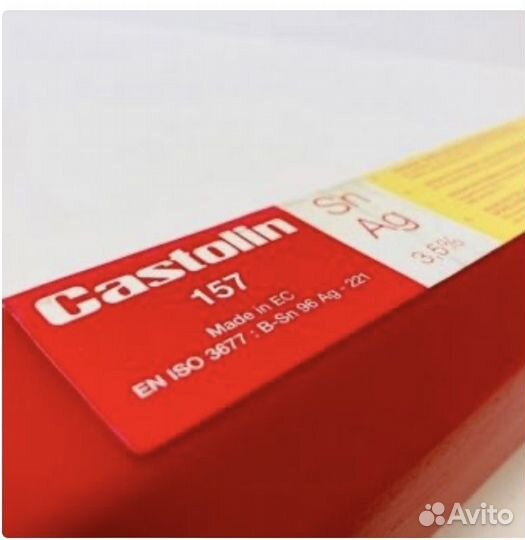 Castolin
157
Made in EC
EN ISO 3677 : B-Sn 96 Ag - 221
Sn
Ag
3,5%
Avito